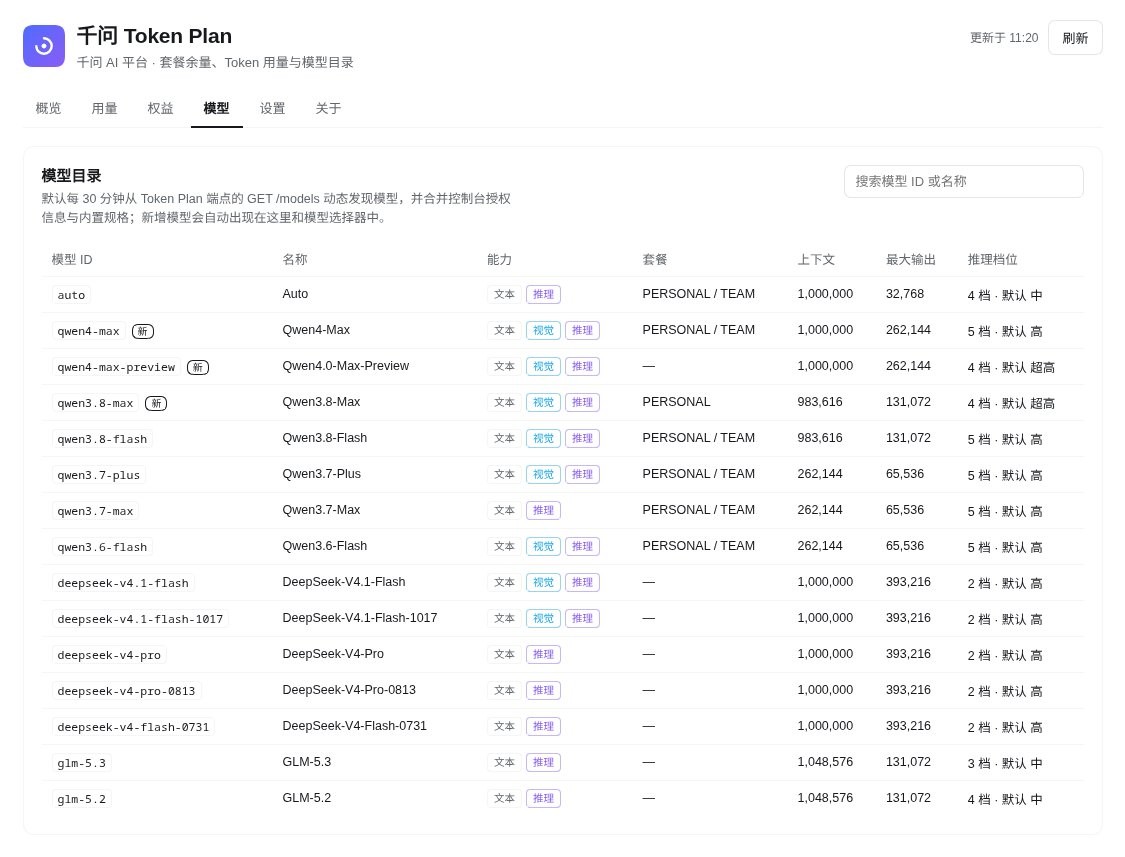 千问 Token Plan
千问 AI 平台 · 套餐余量、Token 用量与模型目录
更新于 11:20 刷新
概览 用量 权益 模型 设置 关于
模型目录
默认每 30 分钟从 Token Plan 端点的 GET /models 动态发现模型，并合并控制台授权
信息与内置规格；新增模型会自动出现在这里和模型选择器中。
搜索模型 ID 或名称
模型 ID 名称 能力 套餐 上下文 最大输出 推理档位
auto Auto 文本 推理 PERSONAL / TEAM 1,000,000 32,768 4 档 · 默认 中
qwen4-max 新 Qwen4-Max 文本 视觉 推理 PERSONAL / TEAM 1,000,000 262,144 5 档 · 默认 高
qwen4-max-preview 新 Qwen4.0-Max-Preview 文本 视觉 推理 — 1,000,000 262,144 4 档 · 默认 超高
qwen3.8-max 新 Qwen3.8-Max 文本 视觉 推理 PERSONAL 983,616 131,072 4 档 · 默认 超高
qwen3.8-flash Qwen3.8-Flash 文本 视觉 推理 PERSONAL / TEAM 983,616 131,072 5 档 · 默认 高
qwen3.7-plus Qwen3.7-Plus 文本 视觉 推理 PERSONAL / TEAM 262,144 65,536 5 档 · 默认 高
qwen3.7-max Qwen3.7-Max 文本 推理 PERSONAL / TEAM 262,144 65,536 5 档 · 默认 高
qwen3.6-flash Qwen3.6-Flash 文本 视觉 推理 PERSONAL / TEAM 262,144 65,536 5 档 · 默认 高
deepseek-v4.1-flash DeepSeek-V4.1-Flash 文本 视觉 推理 — 1,000,000 393,216 2 档 · 默认 高
deepseek-v4.1-flash-1017 DeepSeek-V4.1-Flash-1017 文本 视觉 推理 — 1,000,000 393,216 2 档 · 默认 高
deepseek-v4-pro DeepSeek-V4-Pro 文本 推理 — 1,000,000 393,216 2 档 · 默认 高
deepseek-v4-pro-0813 DeepSeek-V4-Pro-0813 文本 推理 — 1,000,000 393,216 2 档 · 默认 高
deepseek-v4-flash-0731 DeepSeek-V4-Flash-0731 文本 推理 — 1,000,000 393,216 2 档 · 默认 高
glm-5.3 GLM-5.3 文本 推理 — 1,048,576 131,072 3 档 · 默认 中
glm-5.2 GLM-5.2 文本 推理 — 1,048,576 131,072 4 档 · 默认 中